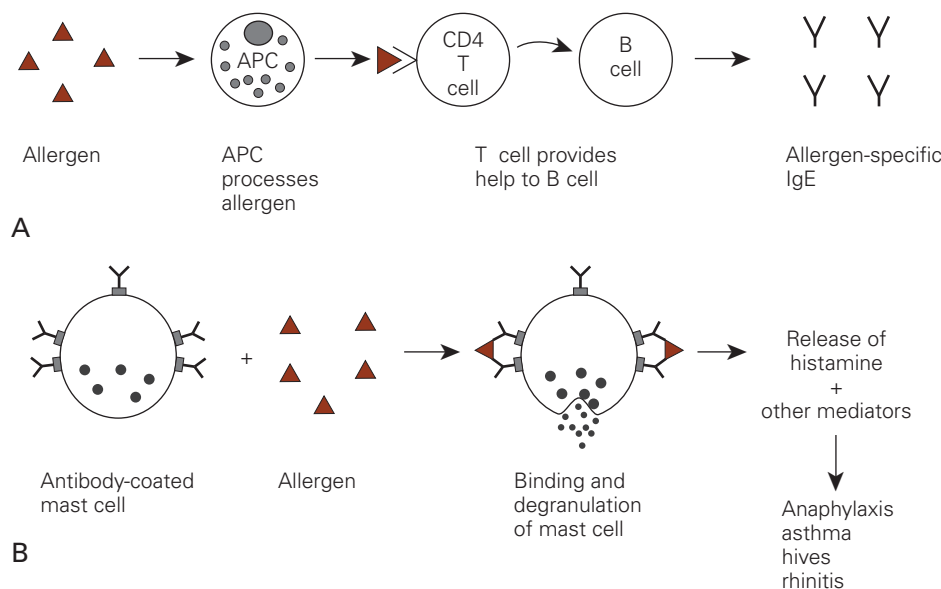 APC
CD4
T
cell
B
cell
Allergen
APC
processes
allergen
T cell provides
help to B cell
Allergen-specific
IgE
A
+
Release of
histamine
+
other mediators
Antibody-coated
mast cell
Allergen
Binding and
degranulation
of mast cell
Anaphylaxis
asthma
hives
rhinitis
B